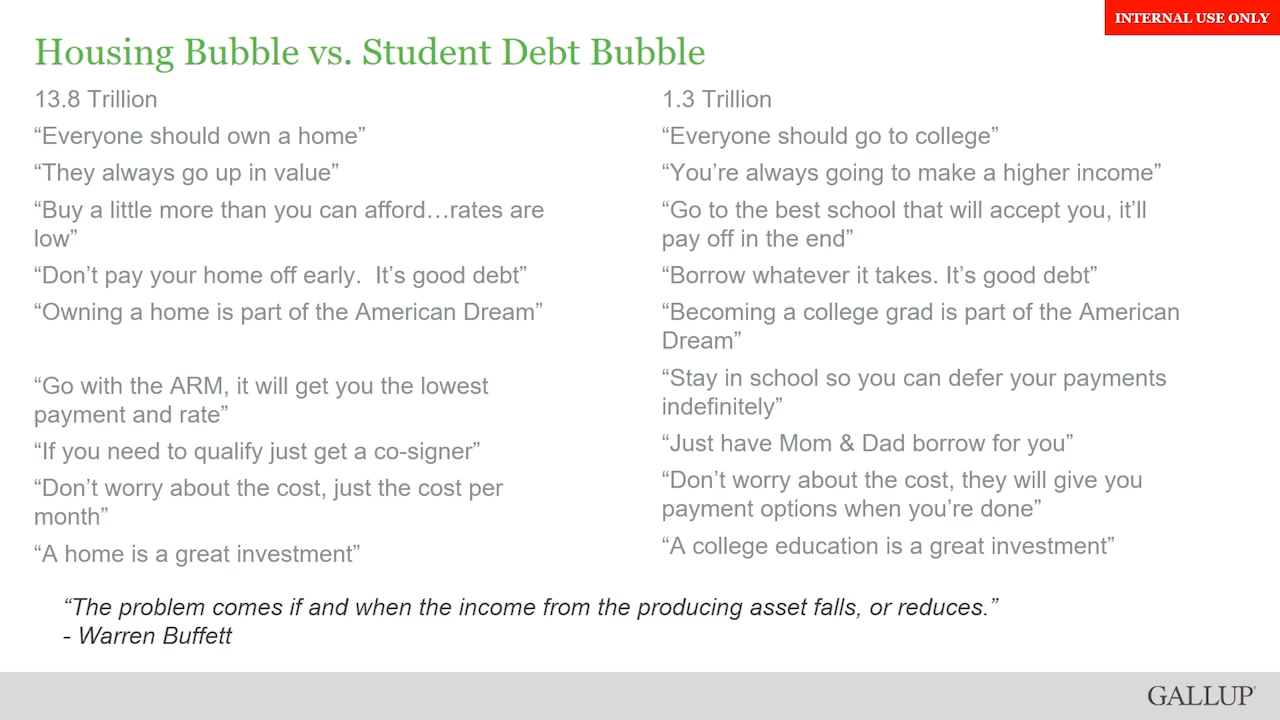 INTERNAL USE ONLY
Housing Bubble vs. Student Debt Bubble
13.8 Trillion
“Everyone should own a home”
“They always go up in value”
“Buy a little more than you can afford…rates are
low”
“Don’t pay your home off early.  It’s good debt”
“Owning a home is part of the American Dream”
“Go with the ARM, it will get you the lowest
payment and rate”
“If you need to qualify just get a co-signer”
“Don’t worry about the cost, just the cost per
month”
“A home is a great investment”
1.3 Trillion
“Everyone should go to college”
“You’re always going to make a higher income”
“Go to the best school that will accept you, it’ll
pay off in the end”
“Borrow whatever it takes. It’s good debt”
“Becoming a college grad is part of the American
Dream”
“Stay in school so you can defer your payments
indefinitely”
“Just have Mom & Dad borrow for you”
“Don’t worry about the cost, they will give you
payment options when you’re done”
“A college education is a great investment”
“The problem comes if and when the income from the producing asset falls, or reduces.”
- Warren Buffett
GALLUP®